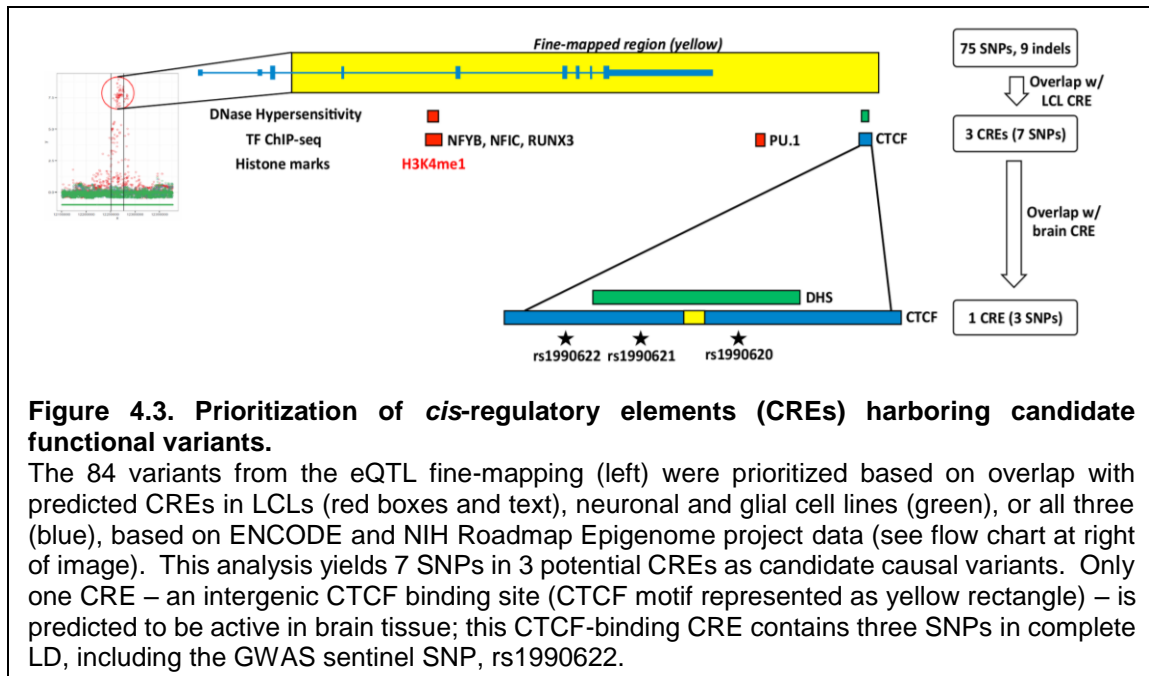 Fine-mapped region (yellow)
75 SNPs, 9 indels
Overlap w/
LCL CRE
DNase Hypersensitivity
TF ChIP-seq
NFYB, NFIC, RUNX3
PU.1
CTCF
3 CREs (7 SNPs)
Histone marks
H3K4me1
Overlap w/
brain CRE
DHS
CTCF
1 CRE (3 SNPs)
rs1990622
rs1990621
rs1990620
Figure 4.3. Prioritization of cis-regulatory elements (CREs) harboring candidate
functional variants.
The 84 variants from the eQTL fine-mapping (left) were prioritized based on overlap with
predicted CREs in LCLs (red boxes and text), neuronal and glial cell lines (green), or all three
(blue), based on ENCODE and NIH Roadmap Epigenome project data (see flow chart at right
of image). This analysis yields 7 SNPs in 3 potential CREs as candidate causal variants. Only
one CRE – an intergenic CTCF binding site (CTCF motif represented as yellow rectangle) – is
predicted to be active in brain tissue; this CTCF-binding CRE contains three SNPs in complete
LD, including the GWAS sentinel SNP, rs1990622.